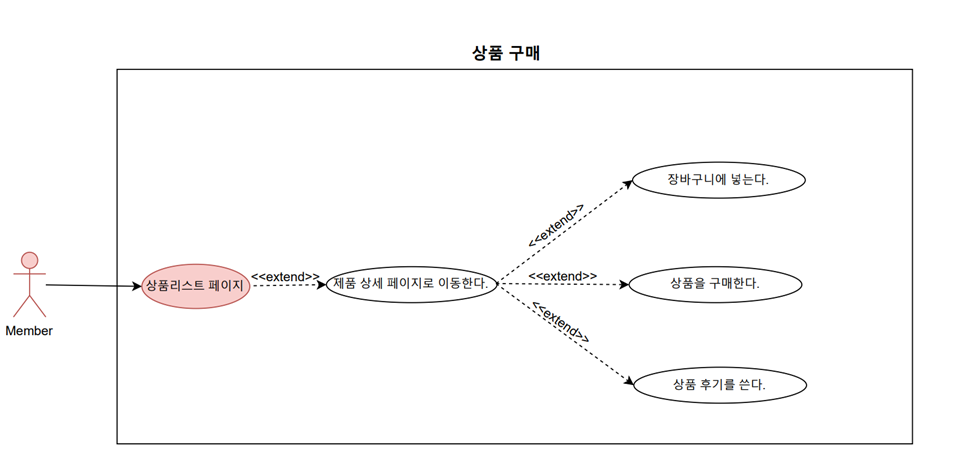 상품 구매
장바구니에 넣는다.
<<extend>>
상품리스트 페이지
<<extend>>
제품 상세 페이지로 이동한다.
<<extend>>
상품을 구매한다.
Member
<<extend>>
상품 후기를 쓴다.